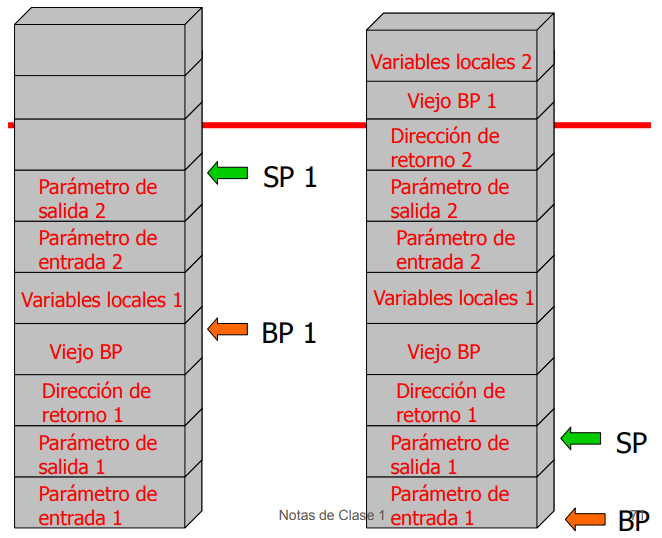 Parámetro de
salida 2
Parámetro de
entrada 2
Variables locales 1
Viejo BP
Dirección de
retorno 1
Parámetro de
salida 1
Parámetro de
entrada 1
SP 1
BP 1
Variables locales 2
Viejo BP 1
Dirección de
retorno 2
Parámetro de
salida 2
Parámetro de
entrada 2
Variables locales 1
Viejo BP
Dirección de
retorno 1
Parámetro de
salida 1
Parámetro de
entrada 1
SP
BP
Notas de Clase 1